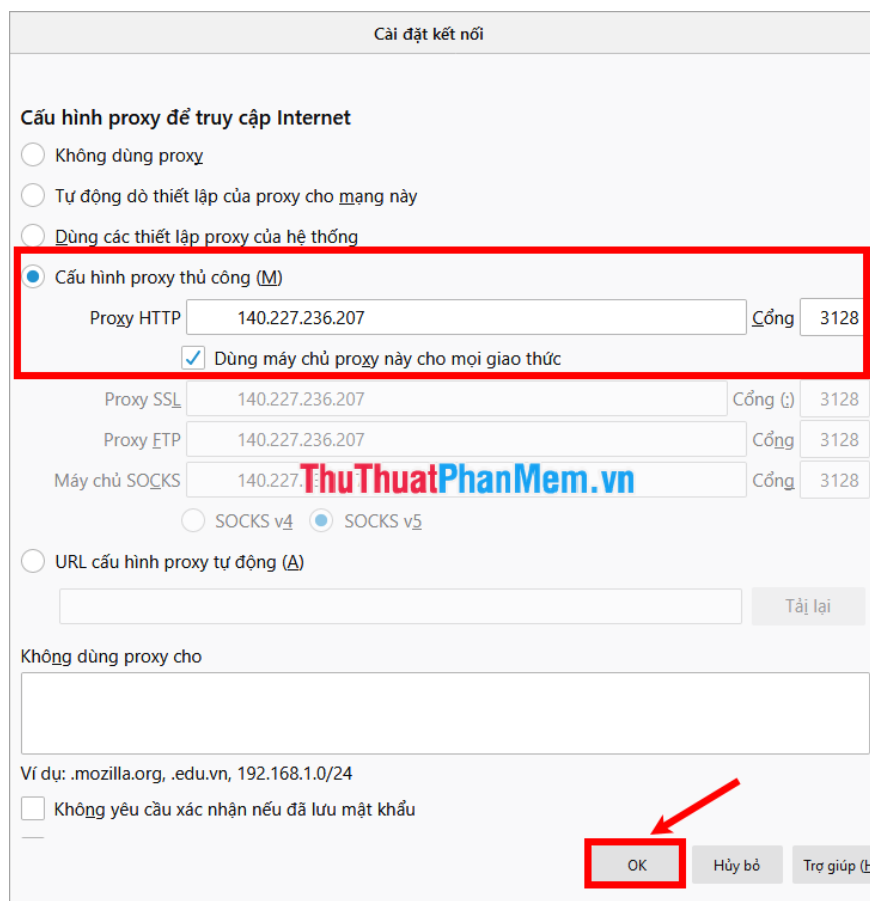 Cài đặt kết nối
Cấu hình proxy để truy cập Internet
Không dùng proxy
Tự động dò thiết lập của proxy cho mạng này
Dùng các thiết lập proxy của hệ thống
Cấu hình proxy thủ công (M)
Proxy HTTP 140.227.236.207 Cổng 3128
Dùng máy chủ proxy này cho mọi giao thức
Proxy SSL 140.227.236.207 Cổng (:) 3128
Proxy FTP 140.227.236.207 Cổng 3128
Máy chủ SOCKS 140.227. ThuThuatPhanMem.vn Cổng 3128
SOCKS v4 SOCKS v5
URL cấu hình proxy tự động (A)
Tải lại
Không dùng proxy cho
Ví dụ: .mozilla.org, .edu.vn, 192.168.1.0/24
Không yêu cầu xác nhận nếu đã lưu mật khẩu
OK Hủy bỏ Trợ giúp (